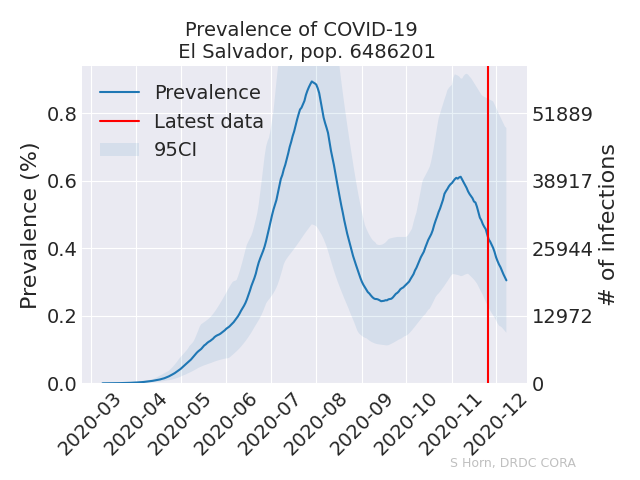 Prevalence of COVID-19
El Salvador, pop. 6486201
Prevalence
Latest data
95CI
Prevalence (%)
0.8
0.6
0.4
0.2
0.0
51889
38917
25944
12972
0
# of infections
2020-03
2020-04
2020-05
2020-06
2020-07
2020-08
2020-09
2020-10
2020-11
2020-12
S Horn, DRDC CORA